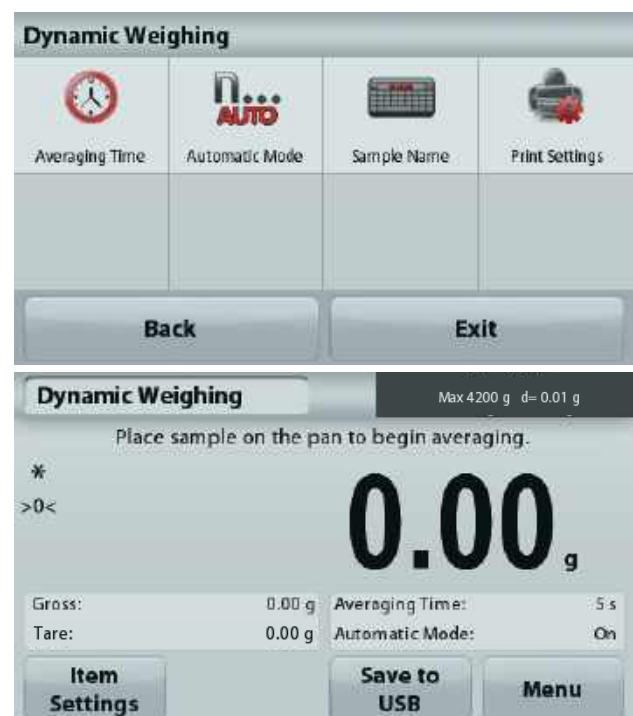 Dynamic Weighing
n...
AUTO
Averaging Time Automatic Mode Sample Name Print Settings
Back Exit
Dynamic Weighing Max 4200 g d= 0.01 g
Place sample on the pan to begin averaging.
*
>0<
0.00 g
Gross: 0.00 g Averaging Time: 5 s
Tare: 0.00 g Automatic Mode: On
Item Settings Save to USB Menu